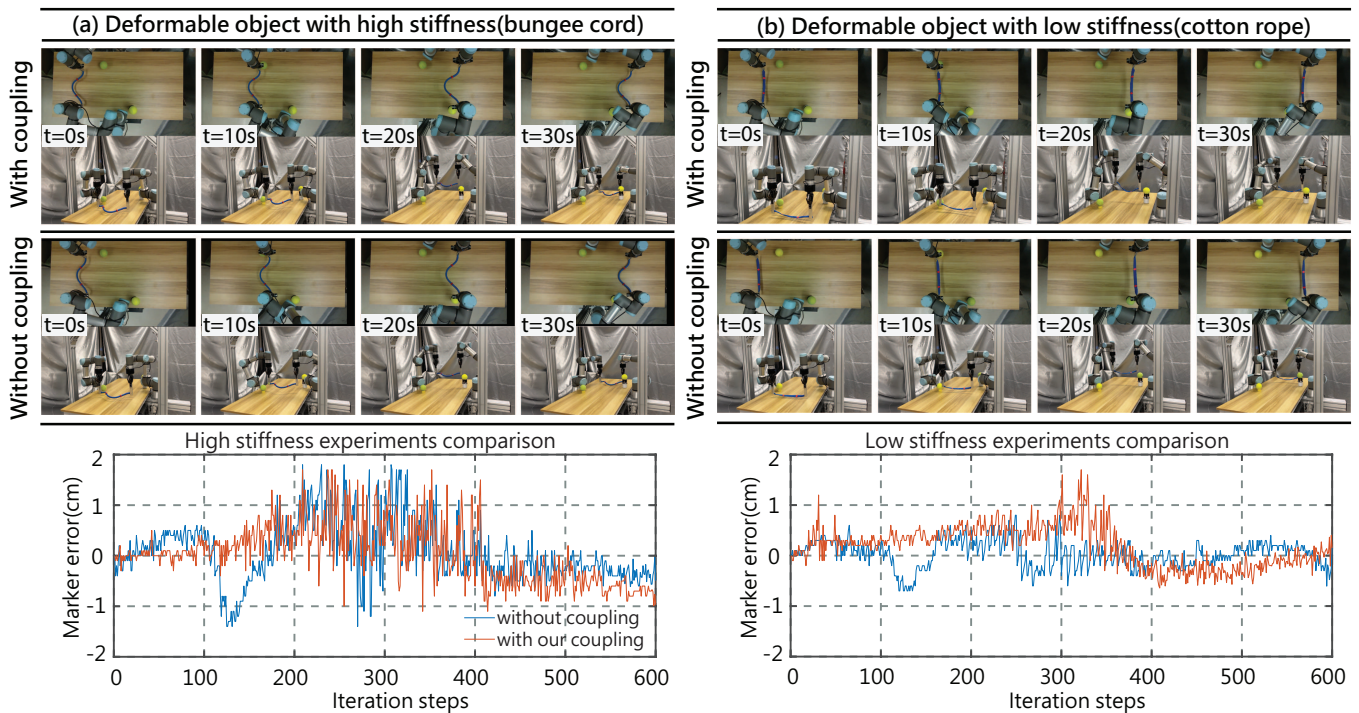 (a) Deformable object with high stiffness(bungee cord)
With coupling
t=0s
t=10s
t=20s
t=30s
Without coupling
t=0s
t=10s
t=20s
t=30s
High stiffness experiments comparison
Marker error(cm)
2
1
0
-1
-2
without coupling
with our coupling
0 100 200 300 400 500 600
Iteration steps
(b) Deformable object with low stiffness(cotton rope)
With coupling
t=0s
t=10s
t=20s
t=30s
Without coupling
t=0s
t=10s
t=20s
t=30s
Low stiffness experiments comparison
Marker error(cm)
2
1
0
-1
-2
0 100 200 300 400 500 600
Iteration steps